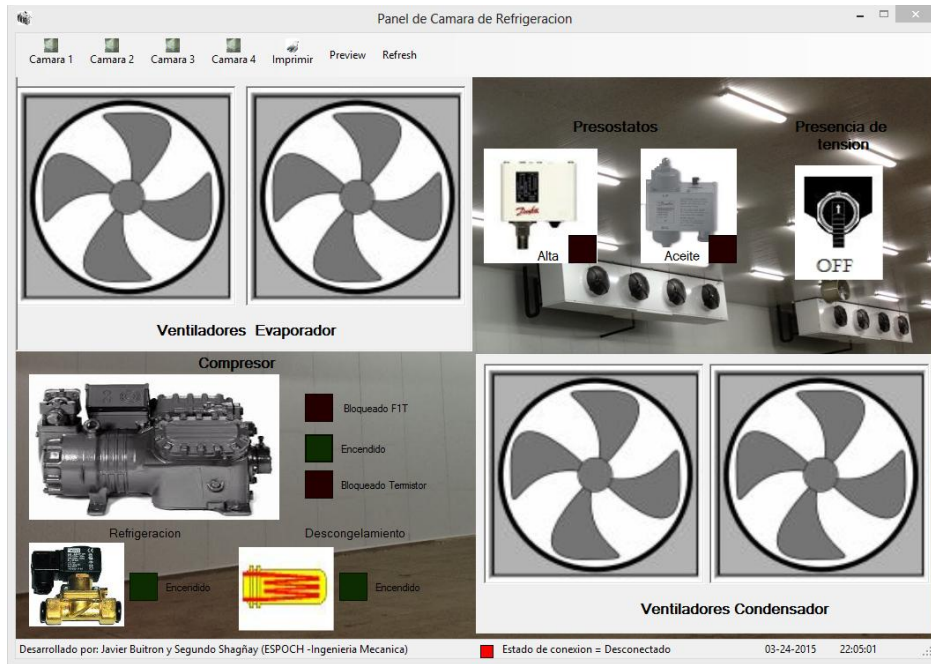 Panel de Camara de Refrigeracion
Camara 1 Camara 2 Camara 3 Camara 4 Imprimir Preview Refresh
Presostatos
Presencia de
tension
Danfoss
Alta
Aceite
OFF
Ventiladores Evaporador
Compresor
Bloqueado F1T
Encendido
Bloqueado Termistor
Refrigeracion
Descongelamiento
Encendido
Encendido
Ventiladores Condensador
Desarrollado por: Javier Buitron y Segundo Shagñay (ESPOCH -Ingenieria Mecanica)
Estado de conexion = Desconectado
03-24-2015
22:05:01